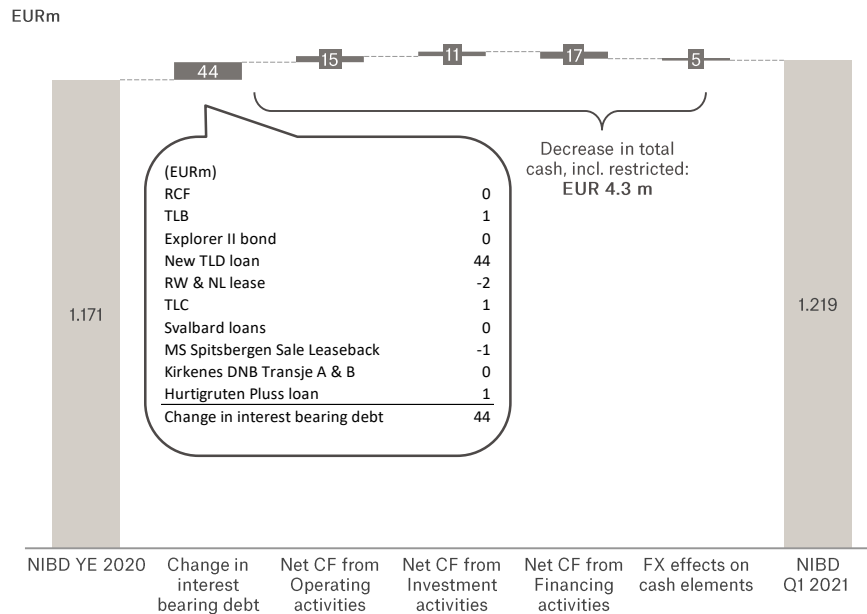 EURm
44
15
11
17
5
Decrease in total
cash, incl. restricted:
EUR 4.3 m
(EURm)
RCF 0
TLB 1
Explorer II bond 0
New TLD loan 44
RW & NL lease -2
TLC 1
Svalbard loans 0
MS Spitsbergen Sale Leaseback -1
Kirkenes DNB Transje A & B 0
Hurtigruten Pluss loan 1
Change in interest bearing debt 44
1.171
1.219
NIBD YE 2020
Change in
interest
bearing debt
Net CF from
Operating
activities
Net CF from
Investment
activities
Net CF from
Financing
activities
FX effects on
cash elements
NIBD
Q1 2021